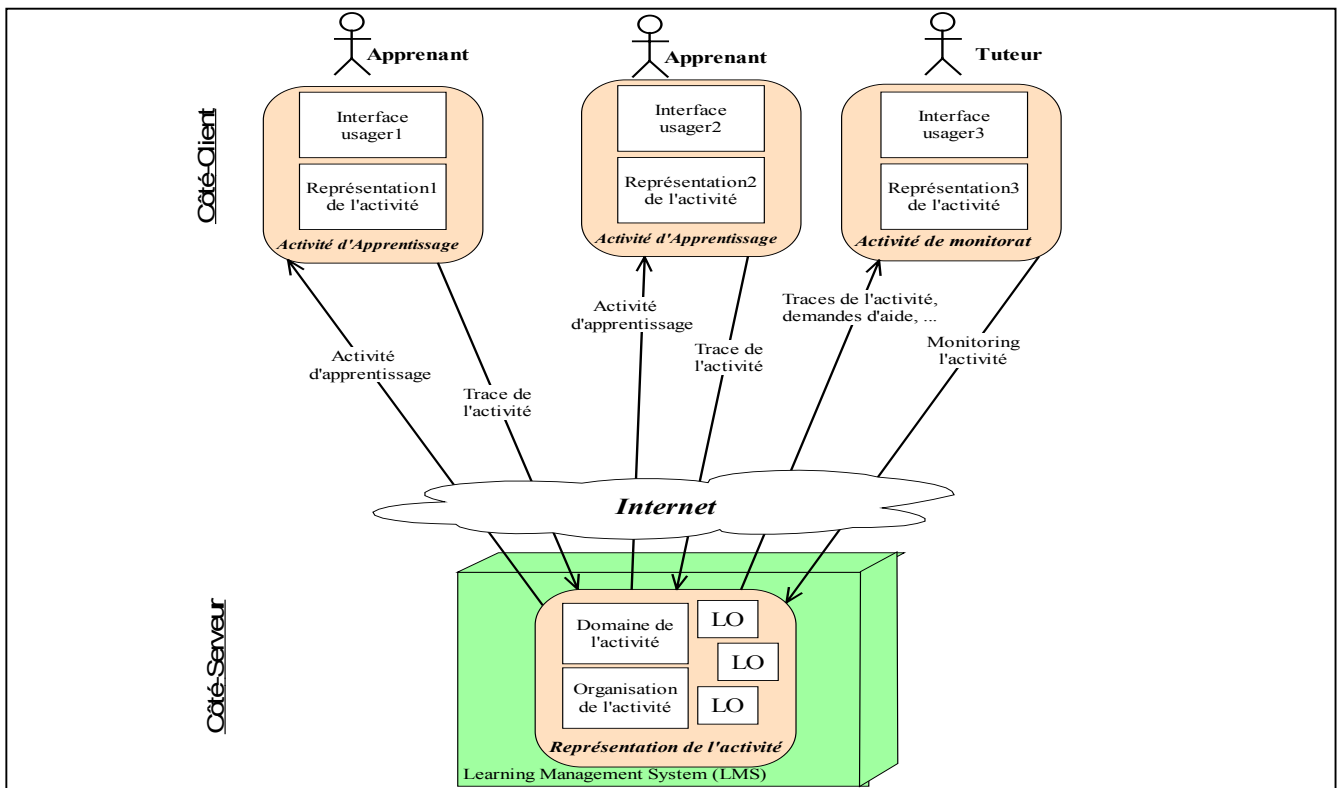 Apprenant
Apprenant
Tuteur
Côté-Client
Interface
usager1
Représentation1
de l'activité
Activité d'Apprentissage
Interface
usager2
Représentation2
de l'activité
Activité d'Apprentissage
Interface
usager3
Représentation3
de l'activité
Activité de monitorat
Activité
d'apprentissage
Trace de
l'activité
Activité
d'apprentissage
Trace de
l'activité
Traces de l'activité,
demandes d'aide, ...
Monitoring
l'activité
Internet
Côté-Serveur
Domaine de
l'activité
Organisation
de l'activité
LO
LO
LO
Représentation de l'activité
Learning Management System (LMS)